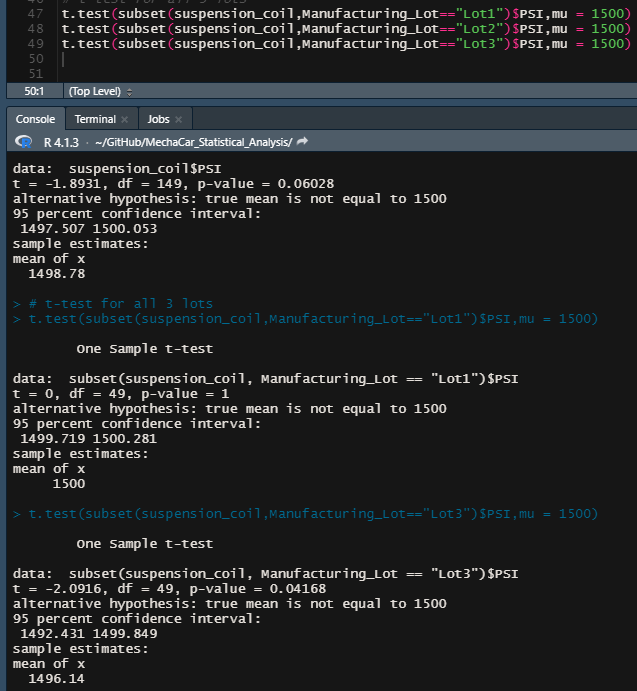 46 # t-test for all 3 lots
47 t.test(subset(suspension_coil,Manufacturing_Lot=="Lot1")$PSI,mu = 1500)
48 t.test(subset(suspension_coil,Manufacturing_Lot=="Lot2")$PSI,mu = 1500)
49 t.test(subset(suspension_coil,Manufacturing_Lot=="Lot3")$PSI,mu = 1500)
50
51
50:1 (Top Level)
Console Terminal Jobs
R 4.1.3 · ~/GitHub/MechaCar_Statistical_Analysis/
data:  suspension_coil$PSI
t = -1.8931, df = 149, p-value = 0.06028
alternative hypothesis: true mean is not equal to 1500
95 percent confidence interval:
 1497.507 1500.053
sample estimates:
mean of x
  1498.78
> # t-test for all 3 lots
> t.test(subset(suspension_coil,Manufacturing_Lot=="Lot1")$PSI,mu = 1500)
One Sample t-test
data:  subset(suspension_coil, Manufacturing_Lot == "Lot1")$PSI
t = 0, df = 49, p-value = 1
alternative hypothesis: true mean is not equal to 1500
95 percent confidence interval:
 1499.719 1500.281
sample estimates:
mean of x
     1500
> t.test(subset(suspension_coil,Manufacturing_Lot=="Lot3")$PSI,mu = 1500)
One Sample t-test
data:  subset(suspension_coil, Manufacturing_Lot == "Lot3")$PSI
t = -2.0916, df = 49, p-value = 0.04168
alternative hypothesis: true mean is not equal to 1500
95 percent confidence interval:
 1492.431 1499.849
sample estimates:
mean of x
  1496.14